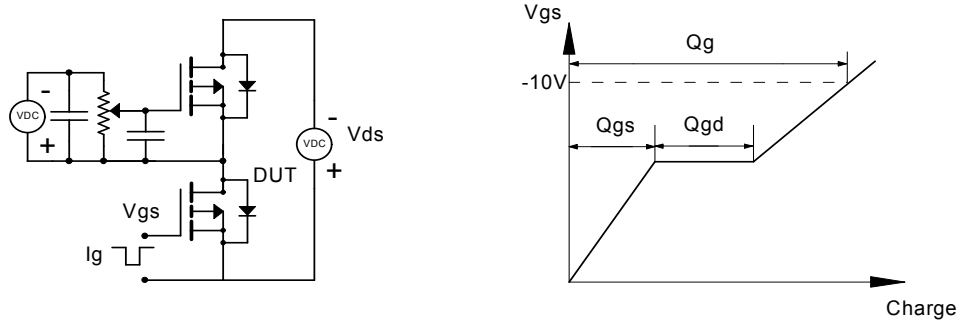 -
VDC
+
-
Vds
VDC
+
DUT
Vgs
Ig
Vgs
Qg
-10V
Qgs
Qgd
Charge